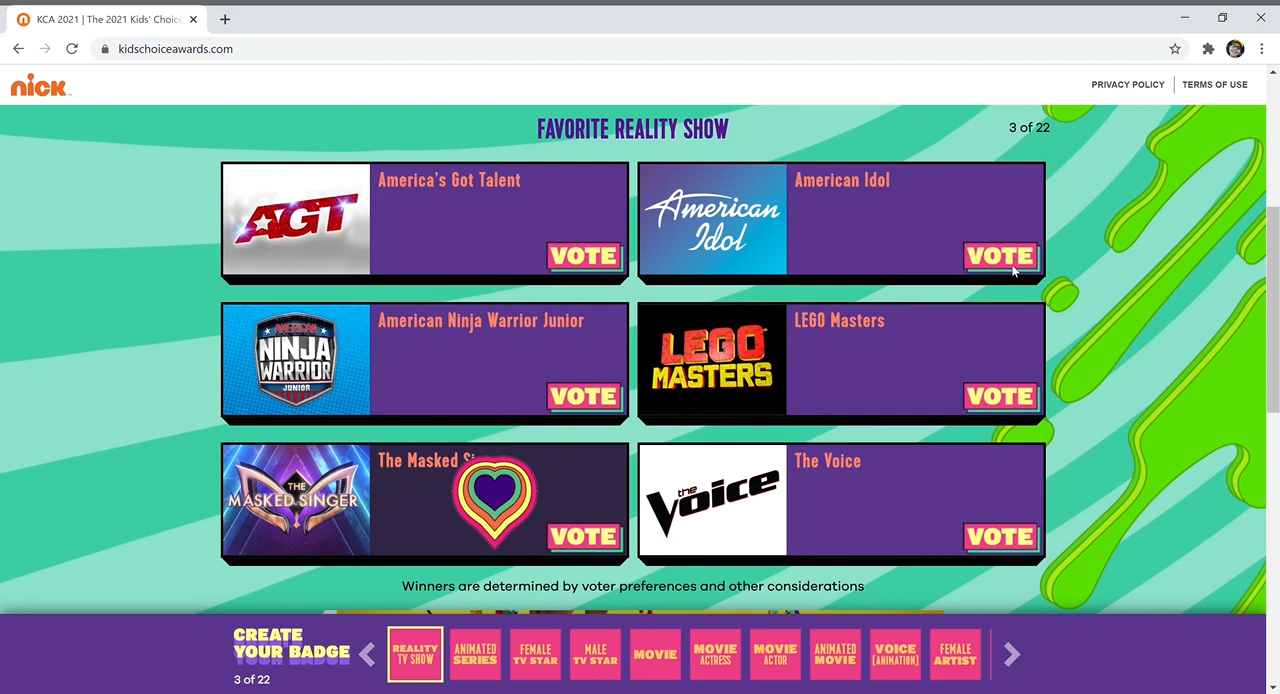 KCA 2021 | The 2021 Kids' Choic
kidschoiceawards.com
nick
PRIVACY POLICY
TERMS OF USE
FAVORITE REALITY SHOW
3 of 22
AGT
America's Got Talent
VOTE
American Idol
American Idol
VOTE
AMERICAN NINJA WARRIOR JUNIOR
American Ninja Warrior Junior
VOTE
LEGO MASTERS
LEGO Masters
VOTE
THE MASKED SINGER
The Masked Si
VOTE
the Voice
The Voice
VOTE
Winners are determined by voter preferences and other considerations
CREATE
YOUR BADGE
3 of 22
REALITY
TV SHOW
ANIMATED
SERIES
FEMALE
TV STAR
MALE
TV STAR
MOVIE
MOVIE
ACTRESS
MOVIE
ACTOR
ANIMATED
MOVIE
VOICE
(ANIMATION)
FEMALE
ARTIST